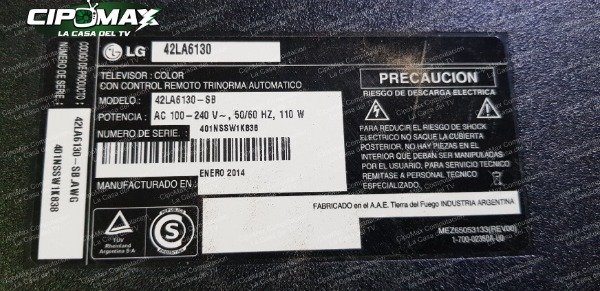 CIPOMAX
LA CASA DEL TV
LG 42LA6130
TELEVISOR : COLOR
CON CONTROL REMOTO TRINORMA AUTOMATICO
MODELO : 42LA6130-SB
POTENCIA : AC 100-240 V~, 50/60 HZ, 110 W
NUMERO DE SERIE : 401NSSW1K838
MANUFACTURADO : ENERO 2014
TÜV
Rheinland
Argentina S.A.
S
PRECAUCION
RIESGO DE DESCARGA ELECTRICA
PARA REDUCIR EL RIESGO DE SHOCK
ELECTRICO NO SAQUE LA CUBIERTA
POSTERIOR. NO HAY PIEZAS EN EL
INTERIOR QUE PUEDAN SER MANIPULADAS
POR EL USUARIO. PARA SERVICIO
REMITASE A PERSONAL TECNICO
ESPECIALIZADO
FABRICADO en el A.A.E. Tierra del Fuego INDUSTRIA ARGENTINA
MEZ65053133(REV00)
CODIGO DE PRODUCTO : 42LA6130-SB.AWG
NUMERO DE SERIE : 401NSSW1K838